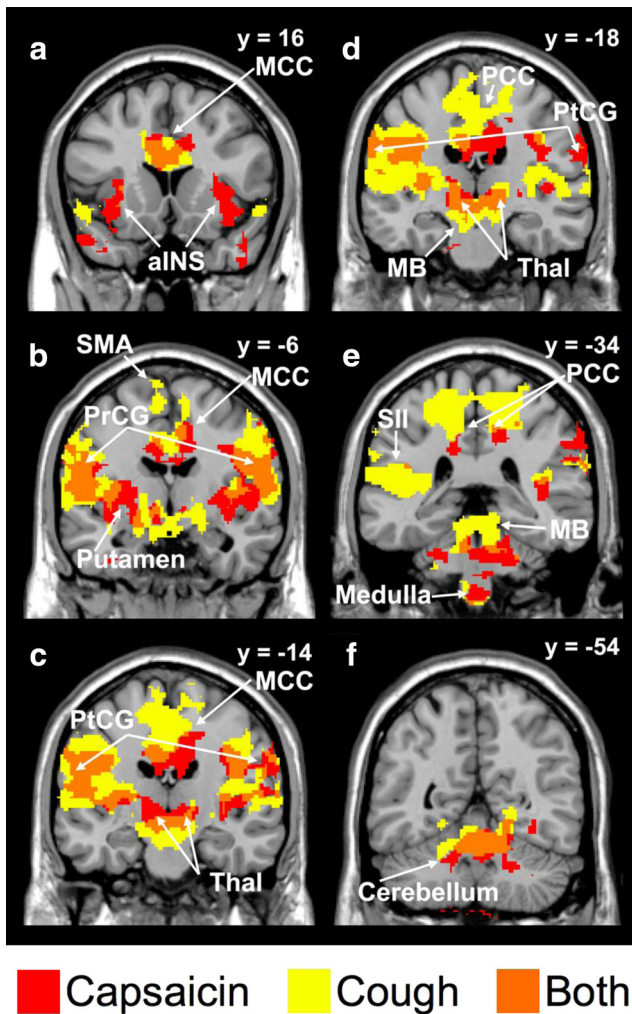 a
y = 16
MCC
aINS
b
y = -6
SMA
MCC
PrCG
Putamen
c
y = -14
MCC
PtCG
Thal
d
y = -18
PCC
PtCG
MB
Thal
e
y = -34
PCC
SII
MB
Medulla
f
y = -54
Cerebellum
Capsaicin Cough Both